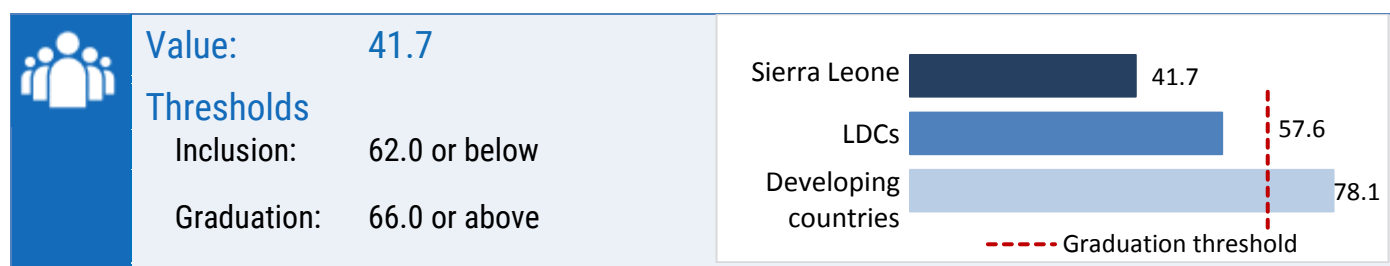 Value: 41.7
Thresholds
Inclusion: 62.0 or below
Graduation: 66.0 or above
Sierra Leone 41.7
LDCs 57.6
Developing
countries 78.1
Graduation threshold